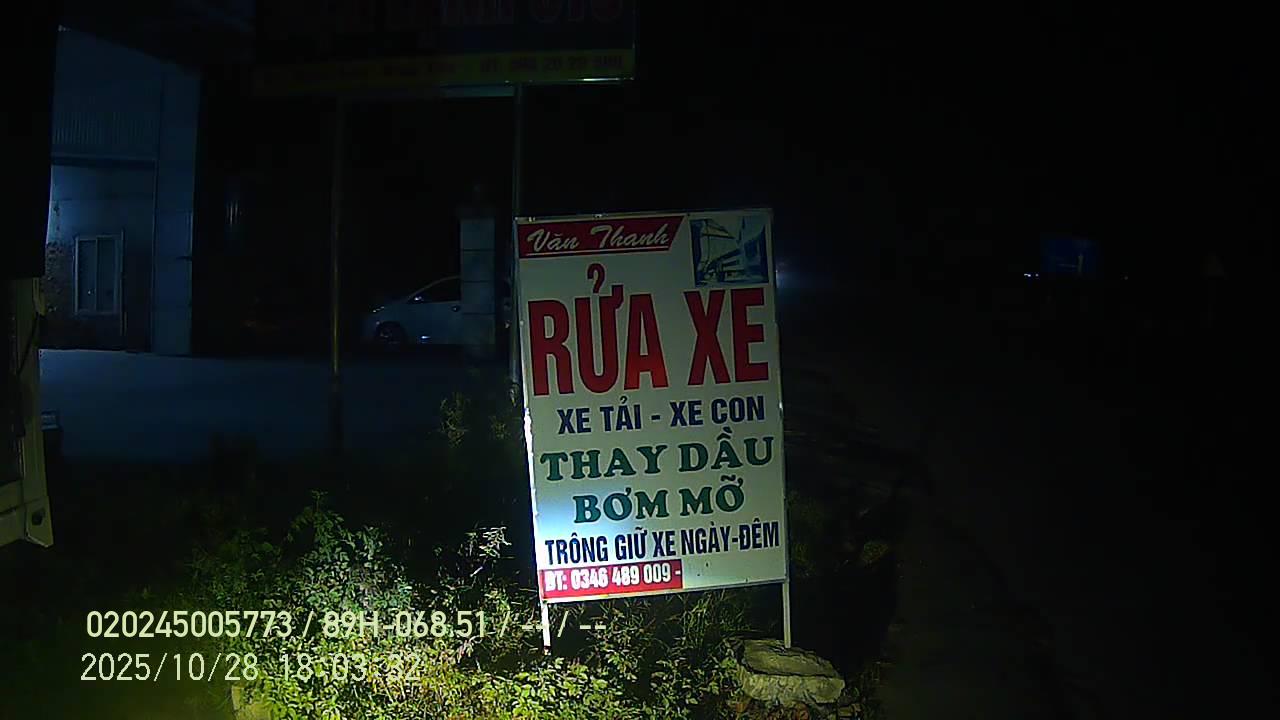 Văn Thanh
RỬA XE
XE TẢI - XE CON
THAY DẦU
BƠM MỠ
TRÔNG GIỮ XE NGÀY-ĐÊM
ĐT: 0346 489 009 -
020245005773 / 89H-068.51 / -- / --
2025/10/28 18:03:32